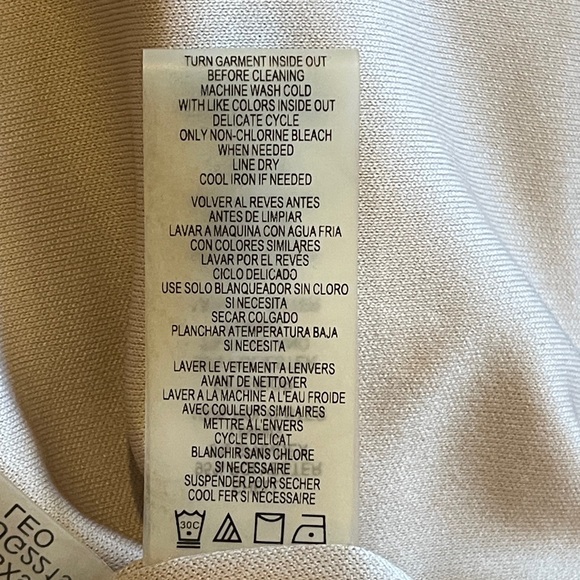 TURN GARMENT INSIDE OUT
BEFORE CLEANING
MACHINE WASH COLD
WITH LIKE COLORS INSIDE OUT
DELICATE CYCLE
ONLY NON-CHLORINE BLEACH
WHEN NEEDED
LINE DRY
COOL IRON IF NEEDED
VOLVER AL REVES ANTES
ANTES DE LIMPIAR
LAVAR A MAQUINA CON AGUA FRIA
CON COLORES SIMILARES
LAVAR POR EL REVÉS
CICLO DELICADO
USE SOLO BLANQUEADOR SIN CLORO
SI NECESITA
SECAR COLGADO
PLANCHAR ATEMPERATURA BAJA
SI NECESITA
LAVER LE VETEMENT A LENVERS
AVANT DE NETTOYER
LAVER A LA MACHINE A L'EAU FROIDE
AVEC COULEURS SIMILAIRES
METTRE À L'ENVERS
CYCLE DELICAT
BLANCHIR SANS CHLORE
SI NECESSAIRE
SUSPENDER POUR SECHER
COOL FER SI NÉCESSAIRE
30C
LEO